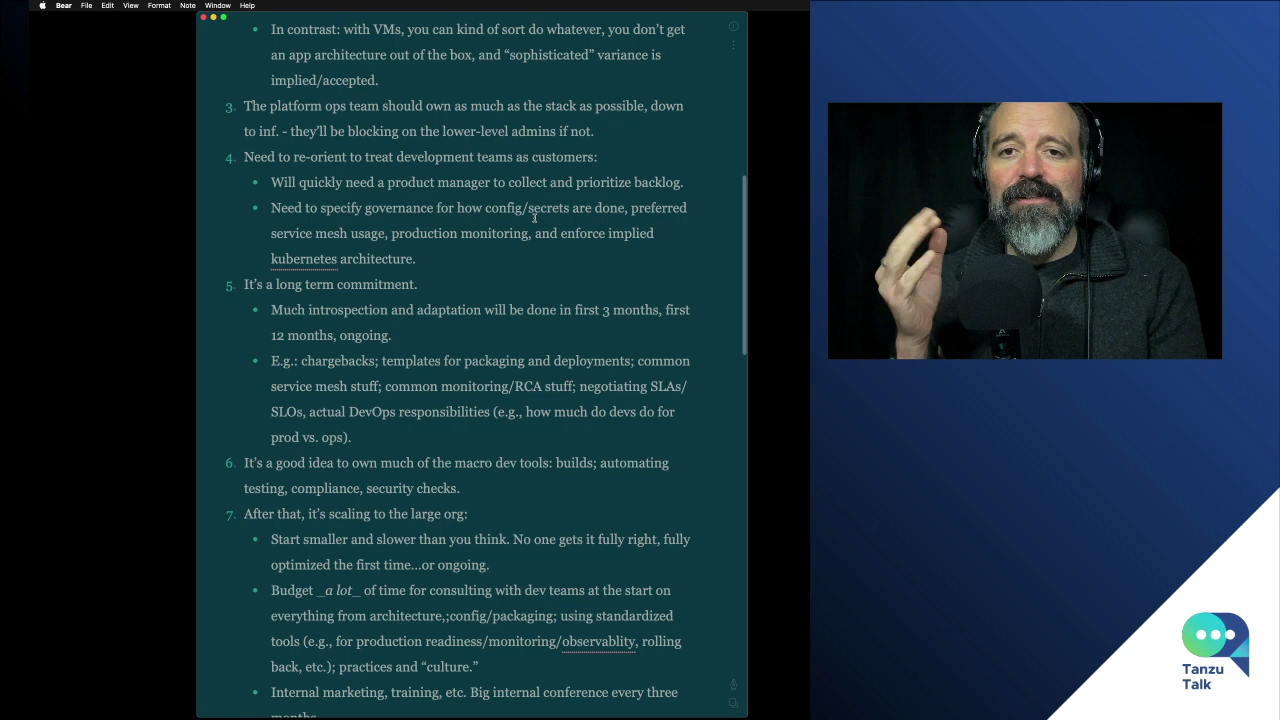 Bear File Edit View Format Note Window Help
• In contrast: with VMs, you can kind of sort do whatever, you don’t get
an app architecture out of the box, and “sophisticated” variance is
implied/accepted.
3. The platform ops team should own as much as the stack as possible, down
to inf. - they’ll be blocking on the lower-level admins if not.
4. Need to re-orient to treat development teams as customers:
• Will quickly need a product manager to collect and prioritize backlog.
• Need to specify governance for how config/secrets are done, preferred
service mesh usage, production monitoring, and enforce implied
kubernetes architecture.
5. It’s a long term commitment.
• Much introspection and adaptation will be done in first 3 months, first
12 months, ongoing.
• E.g.: chargebacks; templates for packaging and deployments; common
service mesh stuff; common monitoring/RCA stuff; negotiating SLAs/
SLOs, actual DevOps responsibilities (e.g., how much do devs do for
prod vs. ops).
6. It’s a good idea to own much of the macro dev tools: builds; automating
testing, compliance, security checks.
7. After that, it’s scaling to the large org:
• Start smaller and slower than you think. No one gets it fully right, fully
optimized the first time…or ongoing.
• Budget _a lot_ of time for consulting with dev teams at the start on
everything from architecture,;config/packaging; using standardized
tools (e.g., for production readiness/monitoring/observablity, rolling
back, etc.); practices and “culture.”
• Internal marketing, training, etc. Big internal conference every three
months
Tanzu
Talk